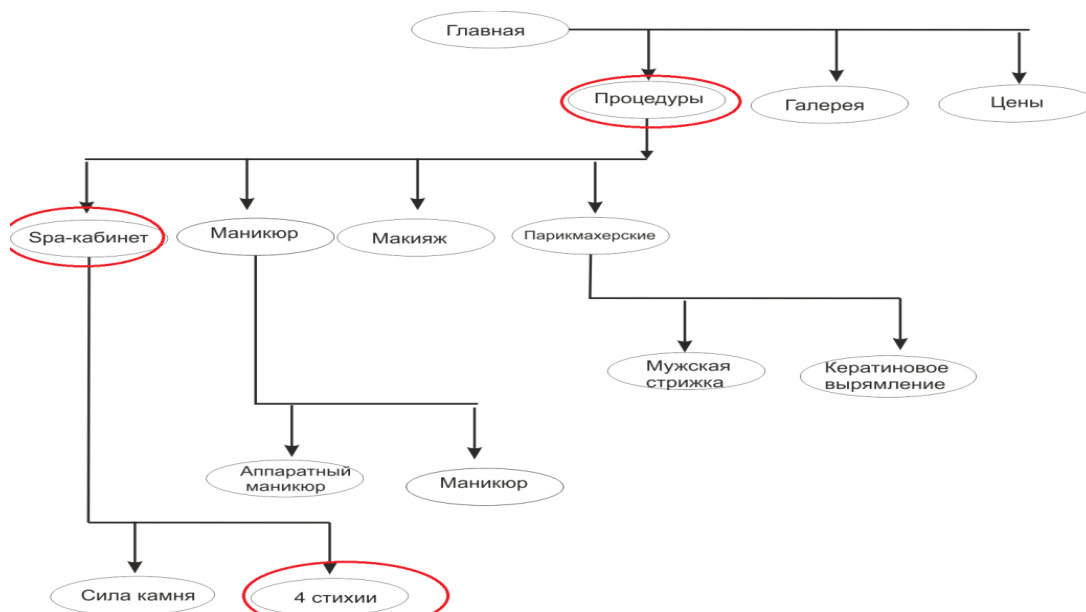 Главная
Процедуры
Галерея
Цены
Spa-кабинет
Маникюр
Макияж
Парикмахерские
Мужская
стрижка
Кератиновое
вырямление
Аппаратный
маникюр
Маникюр
Сила камня
4 стихии